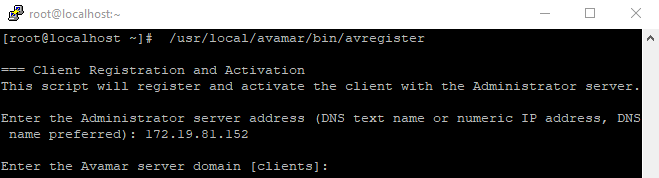 root@localhost:~
[root@localhost ~]#  /usr/local/avamar/bin/avregister
=== Client Registration and Activation
This script will register and activate the client with the Administrator server.
Enter the Administrator server address (DNS text name or numeric IP address, DNS
 name preferred): 172.19.81.152
Enter the Avamar server domain [clients]: